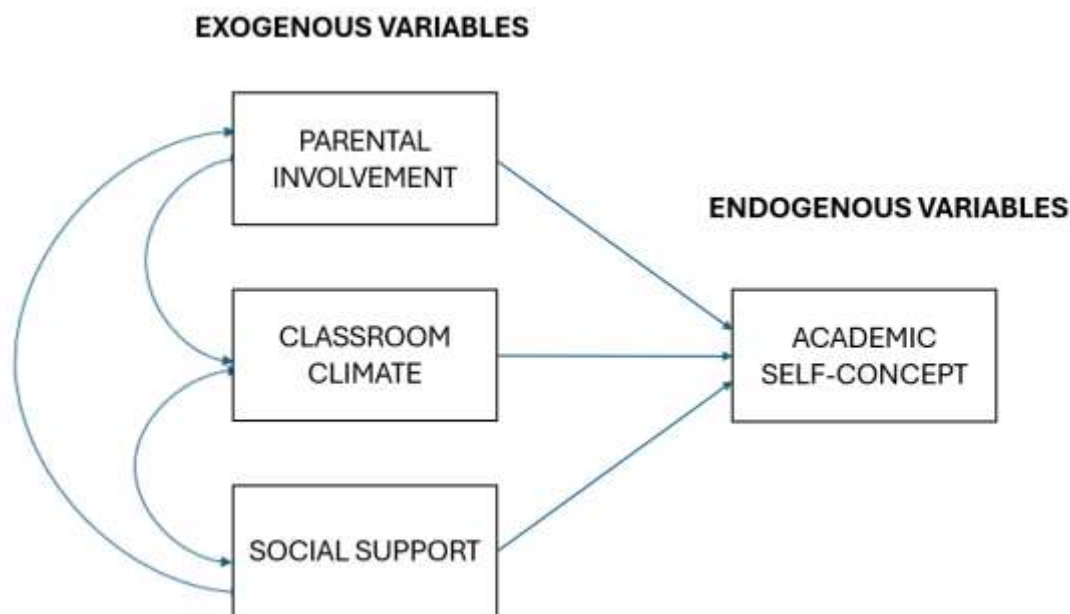 EXOGENOUS VARIABLES
PARENTAL
INVOLVEMENT
ENDOGENOUS VARIABLES
CLASSROOM
CLIMATE
ACADEMIC
SELF-CONCEPT
SOCIAL SUPPORT